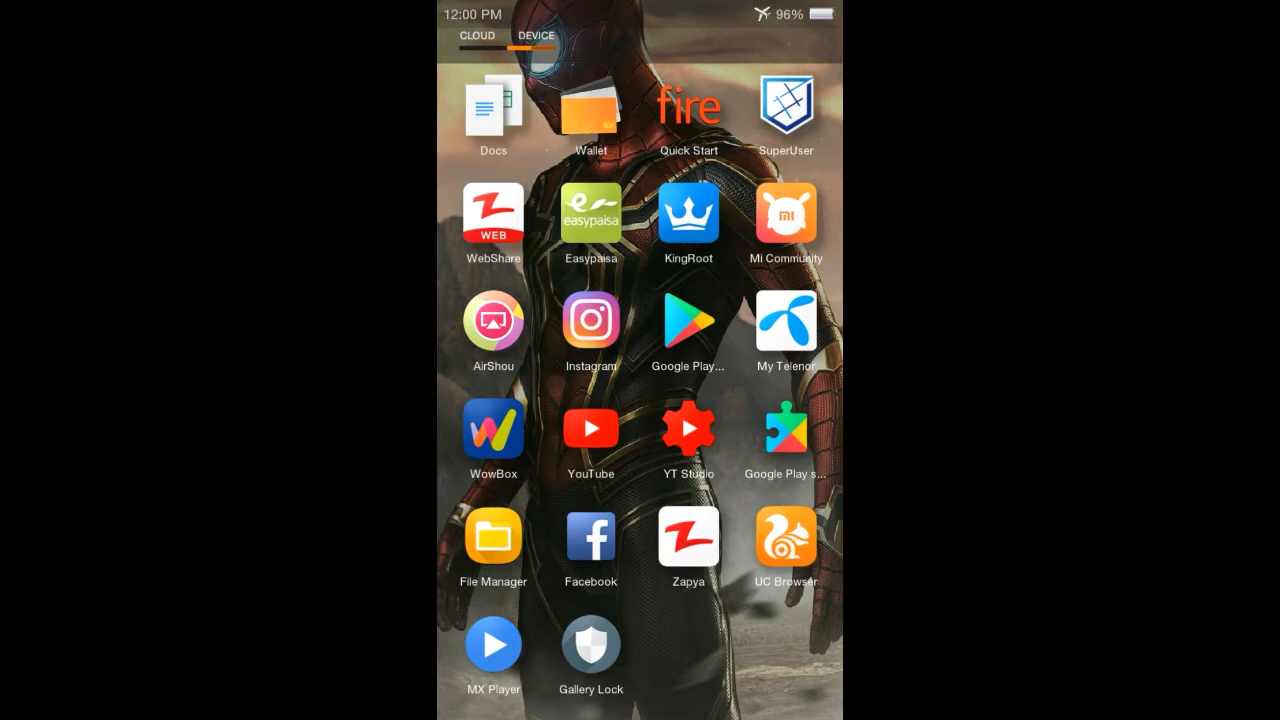 12:00 PM 96%
CLOUD DEVICE
fire
Docs Wallet Quick Start SuperUser
WEB easypaisa mi
WebShare Easypaisa KingRoot Mi Community
AirShou Instagram Google Play... My Telenor
WowBox YouTube YT Studio Google Play s...
File Manager Facebook Zapya UC Browser
MX Player Gallery Lock